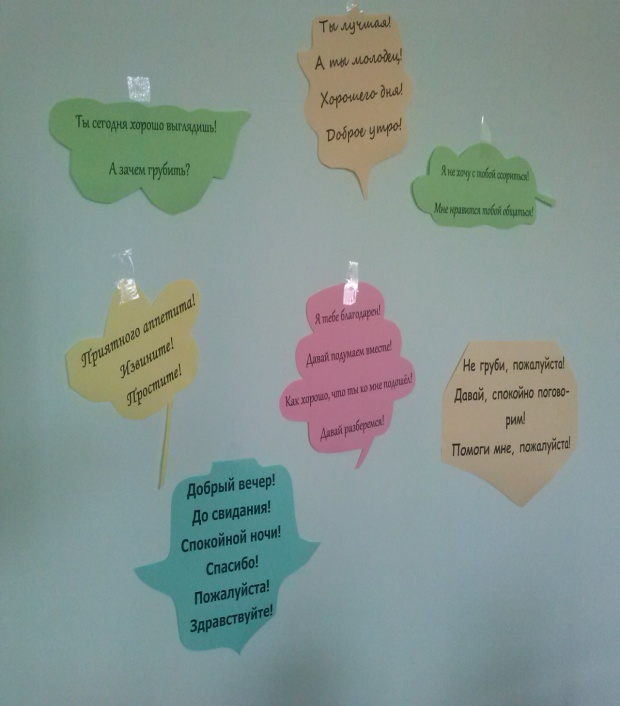 Ты лучшая!
А ты молодец!
Хорошего дня!
Доброе утро!
Ты сегодня хорошо выглядишь!
А зачем грубить?
Я не хочу с тобой ссориться!
Мне нравится тобой общаться!
Приятного аппетита!
Извините!
Простите!
Я тебе благодарен!
Давай подумаем вместе!
Как хорошо, что ты ко мне подошёл!
Давай разберемся!
Не груби, пожалуйста!
Давай, спокойно погово-
рим!
Помоги мне, пожалуйста!
Добрый вечер!
До свидания!
Спокойной ночи!
Спасибо!
Пожалуйста!
Здравствуйте!